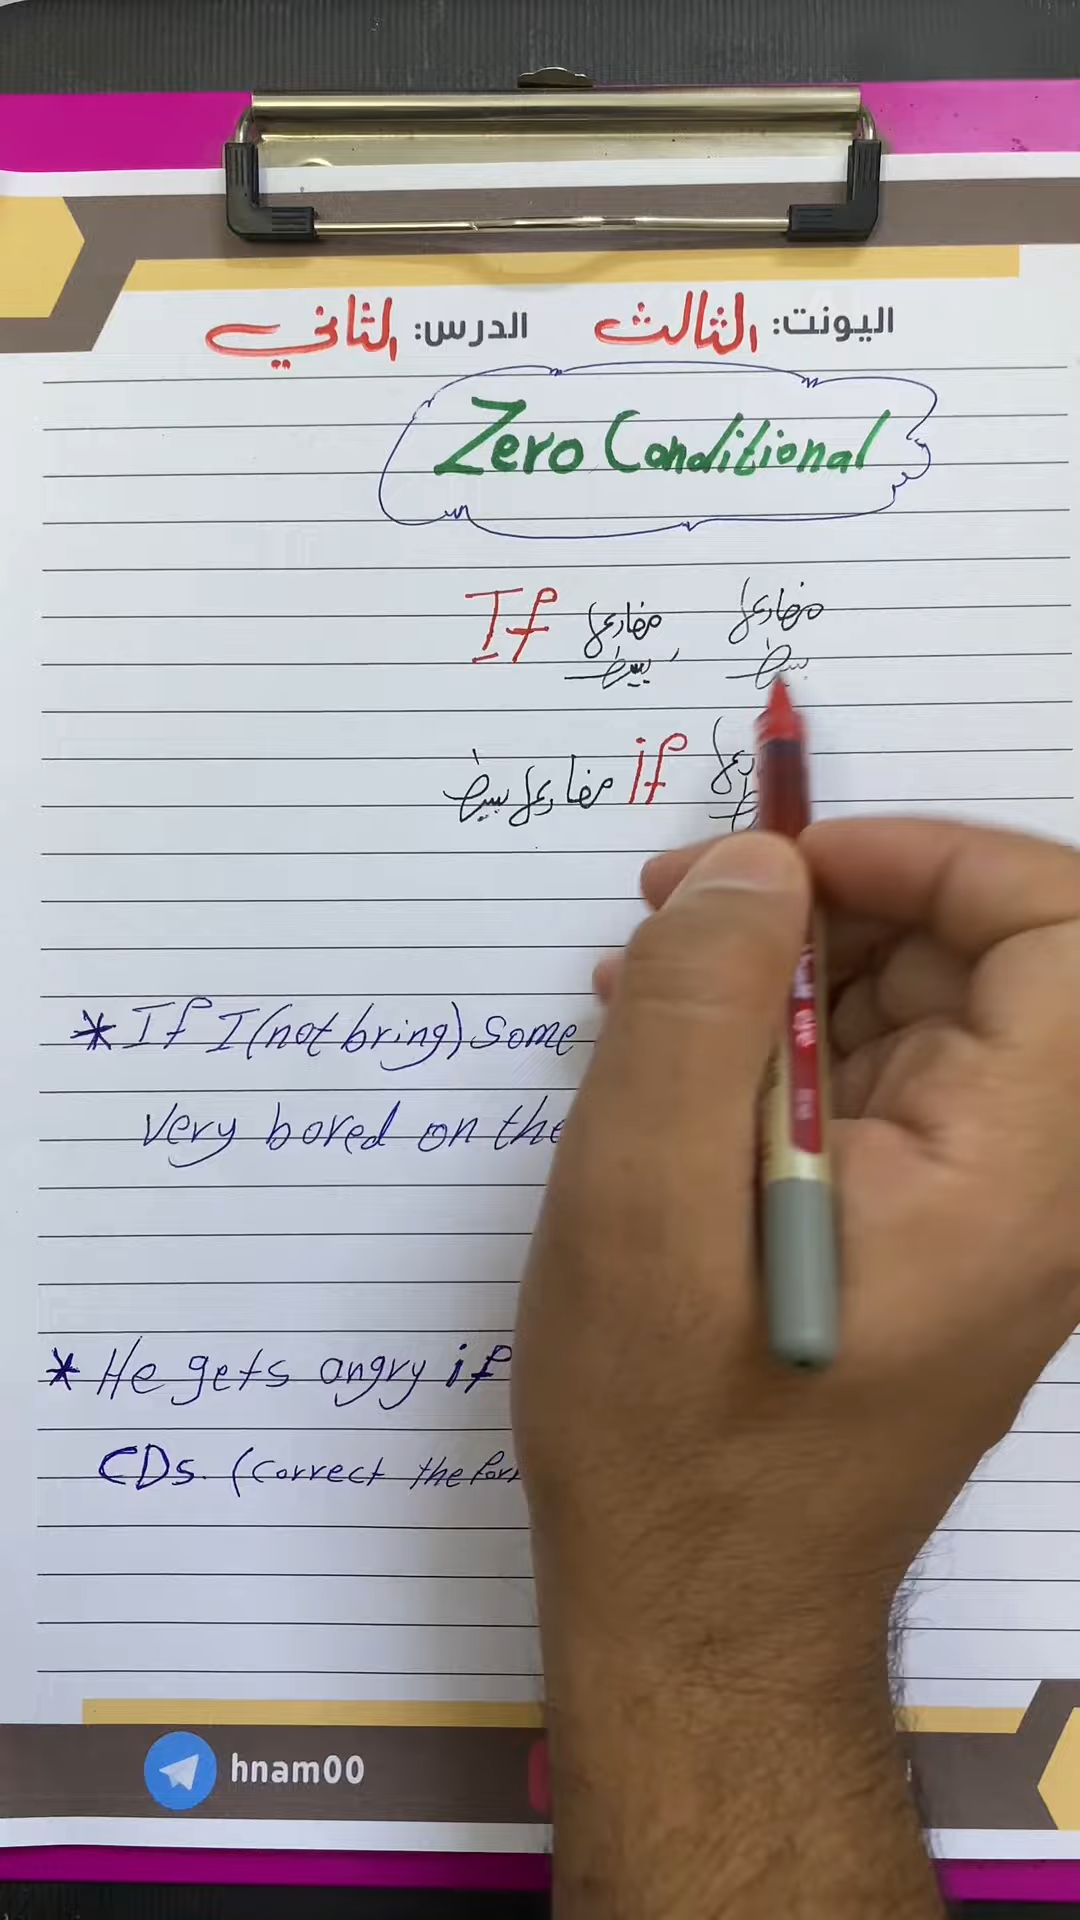 اليونت: الثالث الدرس: الثاني
Zero Conditional
If مضارع مضارع
بسيط , بسيط
مضارع بسيط if
* If I (not bring) some
very bored on the
* He gets angry if
CDs. (Correct the
hnam00